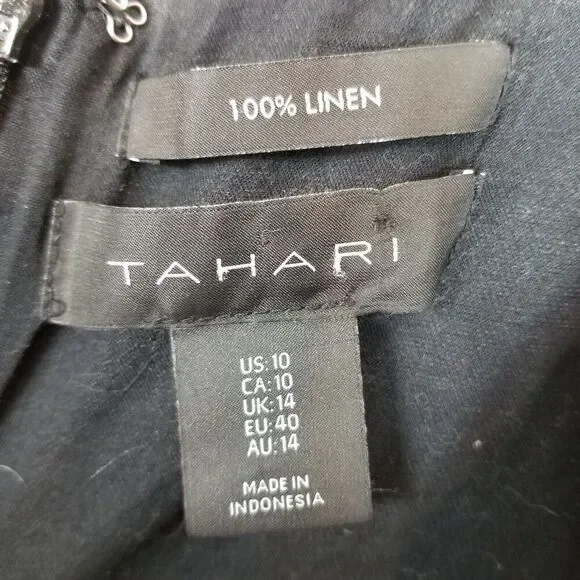 100% LINEN
TAHARI
US:10
CA:10
UK:14
EU:40
AU:14
MADE IN
INDONESIA